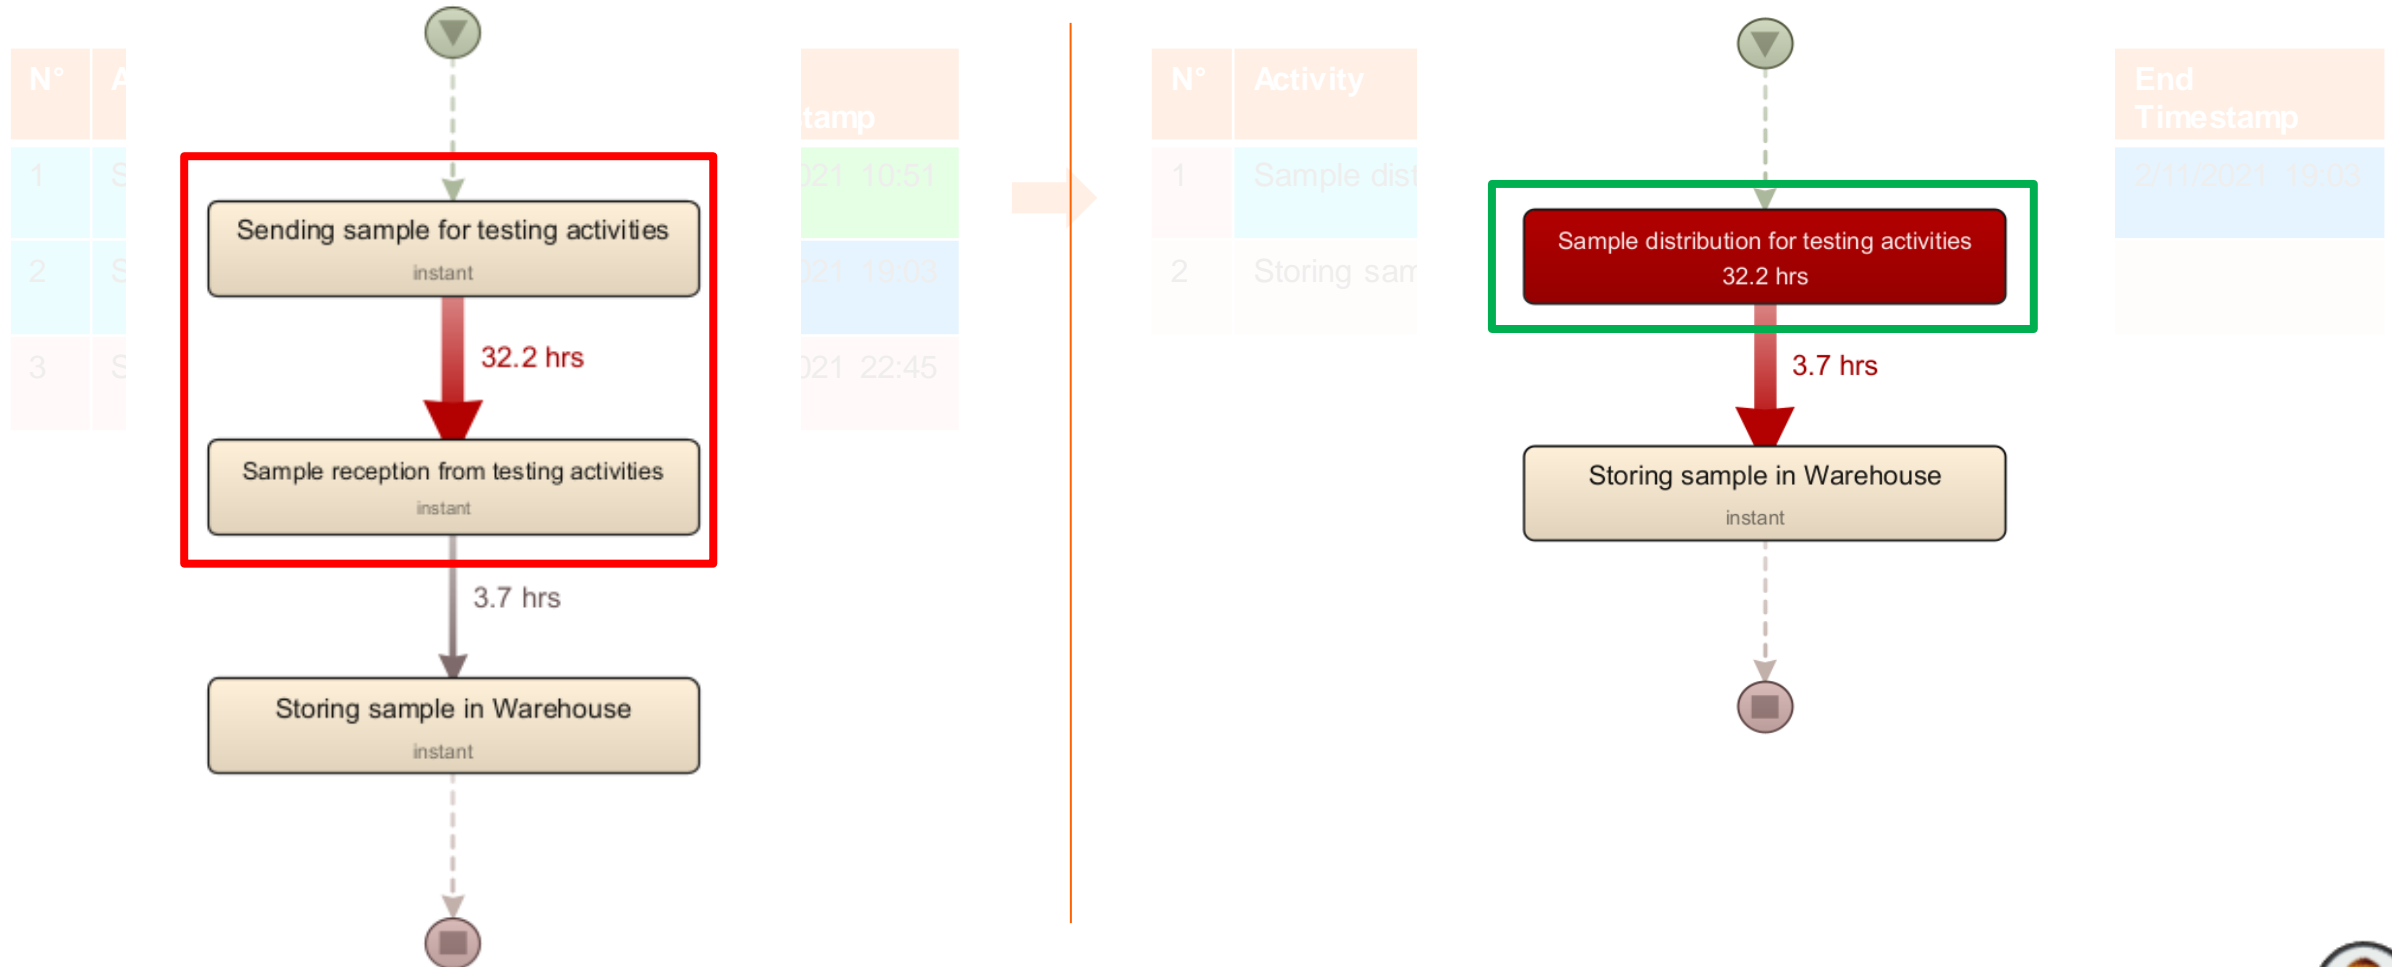 N° A
tamp
1 S 021 10:51
2 S 021 19:03
3 S 021 22:45
Sending sample for testing activities
instant
32.2 hrs
Sample reception from testing activities
instant
3.7 hrs
Storing sample in Warehouse
instant
N° Activity End
Timestamp
1 Sample dist 2/11/2021 19:03
2 Storing sam
Sample distribution for testing activities
32.2 hrs
3.7 hrs
Storing sample in Warehouse
instant